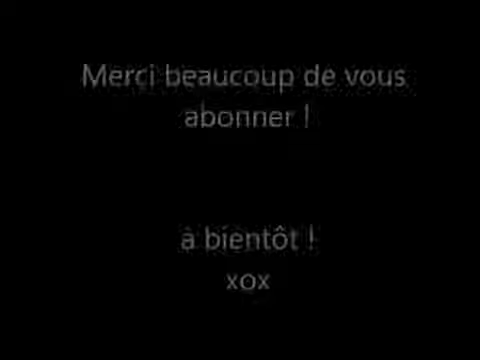 Merci beaucoup de vous
abonner !
à bientôt !
xox